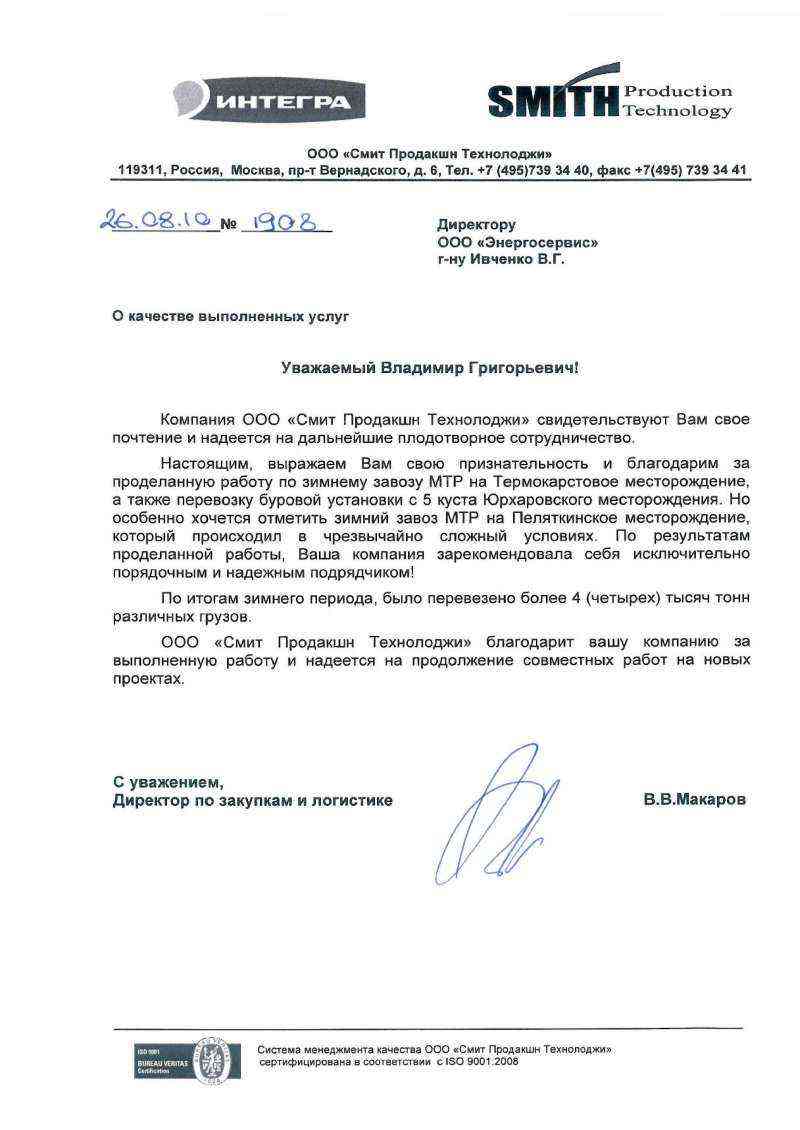 ИНТЕГРА
SMITH Production Technology
ООО «Смит Продакшн Технолоджи»
119311, Россия, Москва, пр-т Вернадского, д. 6, Тел. +7 (495)739 34 40, факс +7(495) 739 34 41
26.08.10 № 1908
Директору
ООО «Энергосервис»
г-ну Ивченко В.Г.
О качестве выполненных услуг
Уважаемый Владимир Григорьевич!
Компания ООО «Смит Продакшн Технолоджи» свидетельствуют Вам свое
почтение и надеется на дальнейшие плодотворное сотрудничество.
Настоящим, выражаем Вам свою признательность и благодарим за
проделанную работу по зимнему завозу МТР на Термокарстовое месторождение,
а также перевозку буровой установки с 5 куста Юрхаровского месторождения. Но
особенно хочется отметить зимний завоз МТР на Пеляткинское месторождение,
который происходил в чрезвычайно сложный условиях. По результатам
проделанной работы, Ваша компания зарекомендовала себя исключительно
порядочным и надежным подрядчиком!
По итогам зимнего периода, было перевезено более 4 (четырех) тысяч тонн
различных грузов.
ООО «Смит Продакшн Технолоджи» благодарит вашу компанию за
выполненную работу и надеется на продолжение совместных работ на новых
проектах.
С уважением,
Директор по закупкам и логистике
В.В.Макаров
ISO 9001
BUREAU VERITAS
Certification
Система менеджмента качества ООО «Смит Продакшн Технолоджи»
сертифицирована в соответствии с ISO 9001:2008